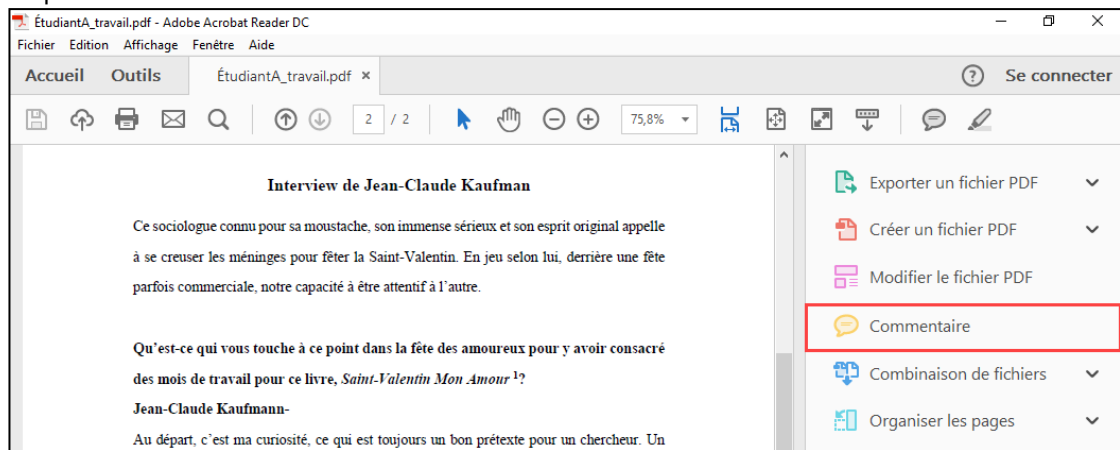 ÉtudiantA_travail.pdf - Adobe Acrobat Reader DC
Fichier Edition Affichage Fenêtre Aide
Accueil Outils ÉtudiantA_travail.pdf × ? Se connecter
2 / 2 75,8%
Interview de Jean-Claude Kaufman
Ce sociologue connu pour sa moustache, son immense sérieux et son esprit original appelle
à se creuser les méninges pour fêter la Saint-Valentin. En jeu selon lui, derrière une fête
parfois commerciale, notre capacité à être attentif à l'autre.
Qu'est-ce qui vous touche à ce point dans la fête des amoureux pour y avoir consacré
des mois de travail pour ce livre, Saint-Valentin Mon Amour ¹?
Jean-Claude Kaufmann-
Au départ, c'est ma curiosité, ce qui est toujours un bon prétexte pour un chercheur. Un
Exporter un fichier PDF
Créer un fichier PDF
Modifier le fichier PDF
Commentaire
Combinaison de fichiers
Organiser les pages